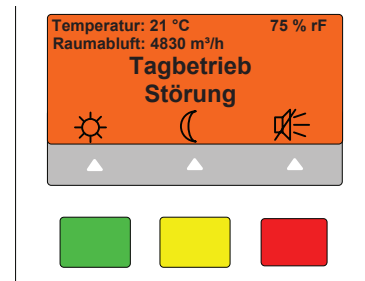 Temperatur: 21 °C 75 % rF
Raumabluft: 4830 m³/h
Tagbetrieb
Störung